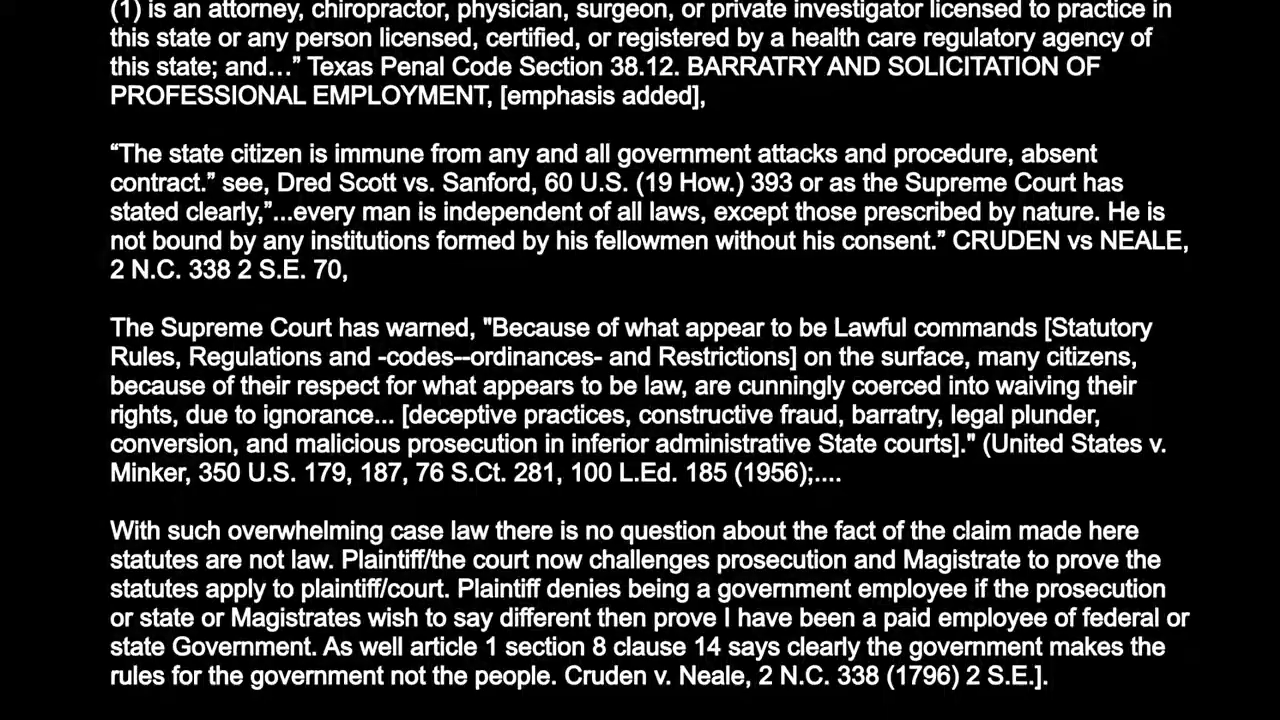 (1) is an attorney, chiropractor, physician, surgeon, or private investigator licensed to practice in
this state or any person licensed, certified, or registered by a health care regulatory agency of
this state; and…” Texas Penal Code Section 38.12. BARRATRY AND SOLICITATION OF
PROFESSIONAL EMPLOYMENT, [emphasis added],
“The state citizen is immune from any and all government attacks and procedure, absent
contract.” see, Dred Scott vs. Sanford, 60 U.S. (19 How.) 393 or as the Supreme Court has
stated clearly,”...every man is independent of all laws, except those prescribed by nature. He is
not bound by any institutions formed by his fellowmen without his consent.” CRUDEN vs NEALE,
2 N.C. 338 2 S.E. 70,
The Supreme Court has warned, "Because of what appear to be Lawful commands [Statutory
Rules, Regulations and -codes--ordinances- and Restrictions] on the surface, many citizens,
because of their respect for what appears to be law, are cunningly coerced into waiving their
rights, due to ignorance... [deceptive practices, constructive fraud, barratry, legal plunder,
conversion, and malicious prosecution in inferior administrative State courts]." (United States v.
Minker, 350 U.S. 179, 187, 76 S.Ct. 281, 100 L.Ed. 185 (1956);....
With such overwhelming case law there is no question about the fact of the claim made here
statutes are not law. Plaintiff/the court now challenges prosecution and Magistrate to prove the
statutes apply to plaintiff/court. Plaintiff denies being a government employee if the prosecution
or state or Magistrates wish to say different then prove I have been a paid employee of federal or
state Government. As well article 1 section 8 clause 14 says clearly the government makes the
rules for the government not the people. Cruden v. Neale, 2 N.C. 338 (1796) 2 S.E.].